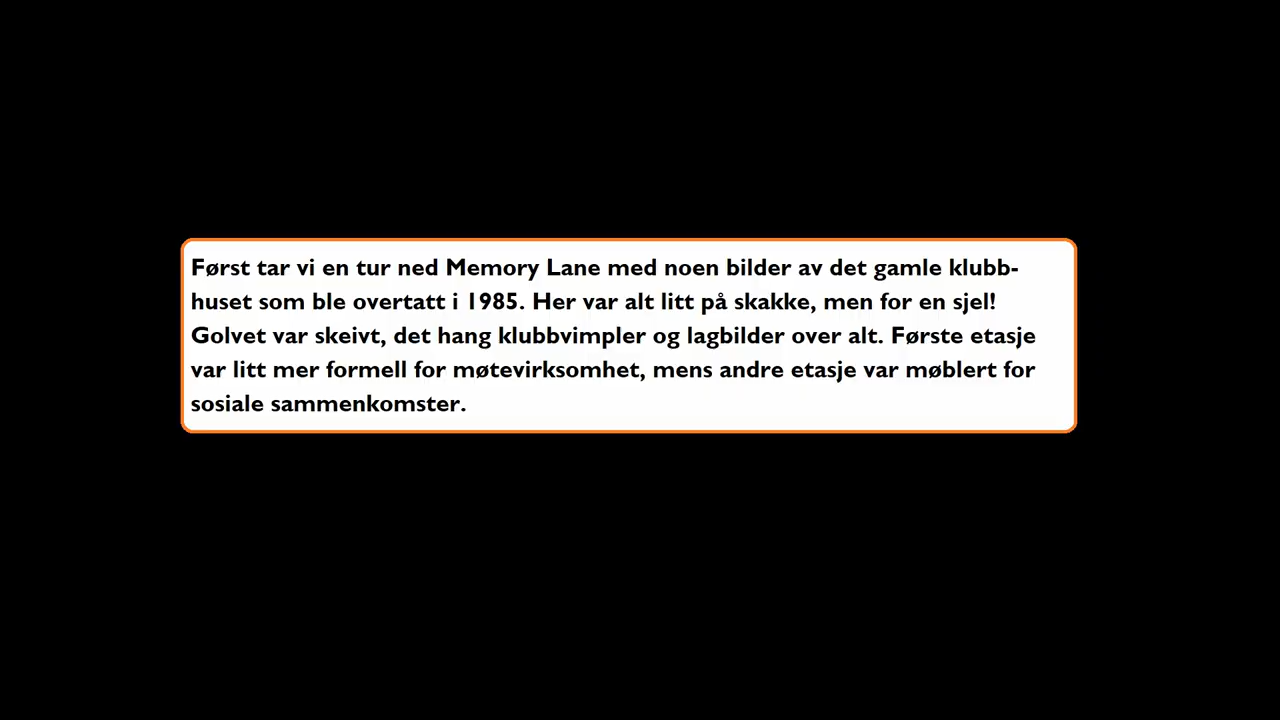 Først tar vi en tur ned Memory Lane med noen bilder av det gamle klubb-
huset som ble overtatt i 1985. Her var alt litt på skakke, men for en sjel!
Golvet var skeivt, det hang klubbvimpler og lagbilder over alt. Første etasje
var litt mer formell for møtevirksomhet, mens andre etasje var møblert for
sosiale sammenkomster.